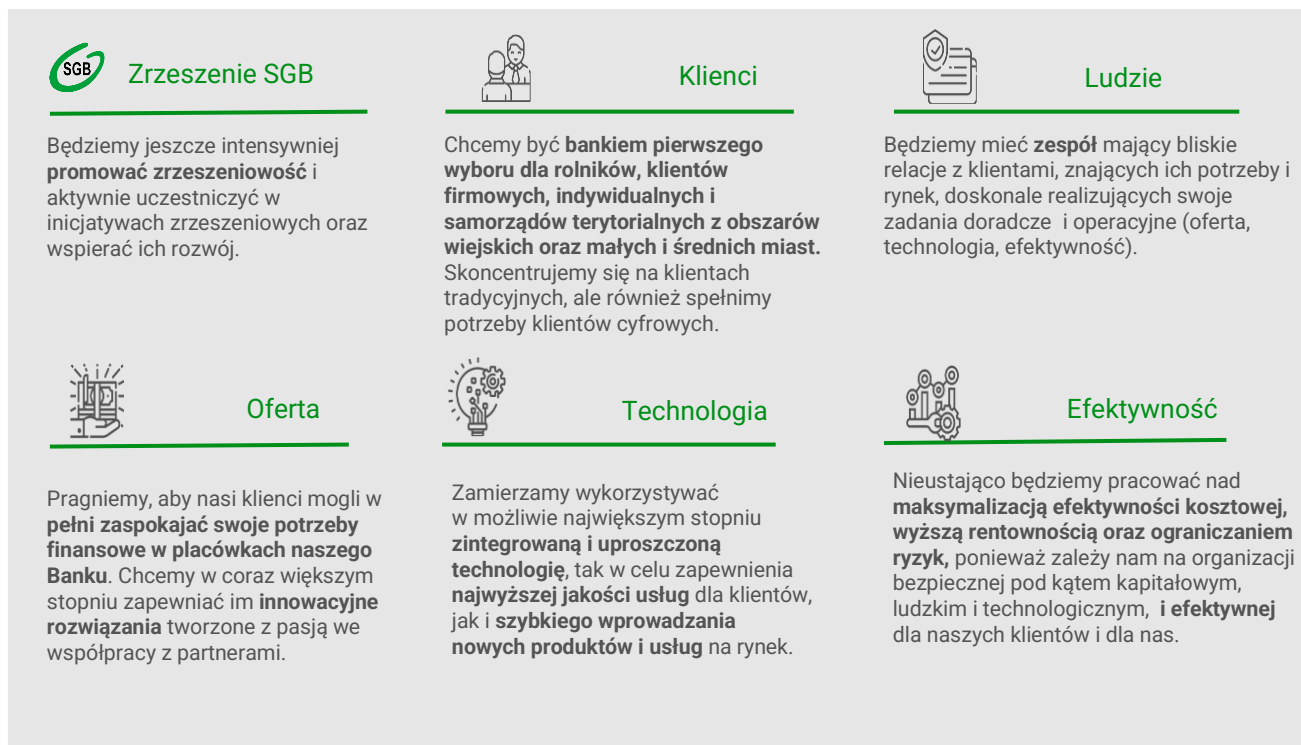 SGB
Zrzeszenie SGB
Będziemy jeszcze intensywniej
promować zrzeszeniowość i
aktywnie uczestniczyć w
inicjatywach zrzeszeniowych oraz
wspierać ich rozwój.
Klienci
Chcemy być bankiem pierwszego
wyboru dla rolników, klientów
firmowych, indywidualnych i
samorządów terytorialnych z obszarów
wiejskich oraz małych i średnich miast.
Skoncentrujemy się na klientach
tradycyjnych, ale również spełnimy
potrzeby klientów cyfrowych.
Ludzie
Będziemy mieć zespół mający bliskie
relacje z klientami, znających ich potrzeby i
rynek, doskonale realizujących swoje
zadania doradcze i operacyjne (oferta,
technologia, efektywność).
Oferta
Pragniemy, aby nasi klienci mogli w
pełni zaspokajać swoje potrzeby
finansowe w placówkach naszego
Banku. Chcemy w coraz większym
stopniu zapewniać im innowacyjne
rozwiązania tworzone z pasją we
współpracy z partnerami.
Technologia
Zamierzamy wykorzystywać
w możliwie największym stopniu
zintegrowaną i uproszczoną
technologię, tak w celu zapewnienia
najwyższej jakości usług dla klientów,
jak i szybkiego wprowadzania
nowych produktów i usług na rynek.
Efektywność
Nieustająco będziemy pracować nad
maksymalizacją efektywności kosztowej,
wyższą rentownością oraz ograniczaniem
ryzyk, ponieważ zależy nam na organizacji
bezpiecznej pod kątem kapitałowym,
ludzkim i technologicznym, i efektywnej
dla naszych klientów i dla nas.